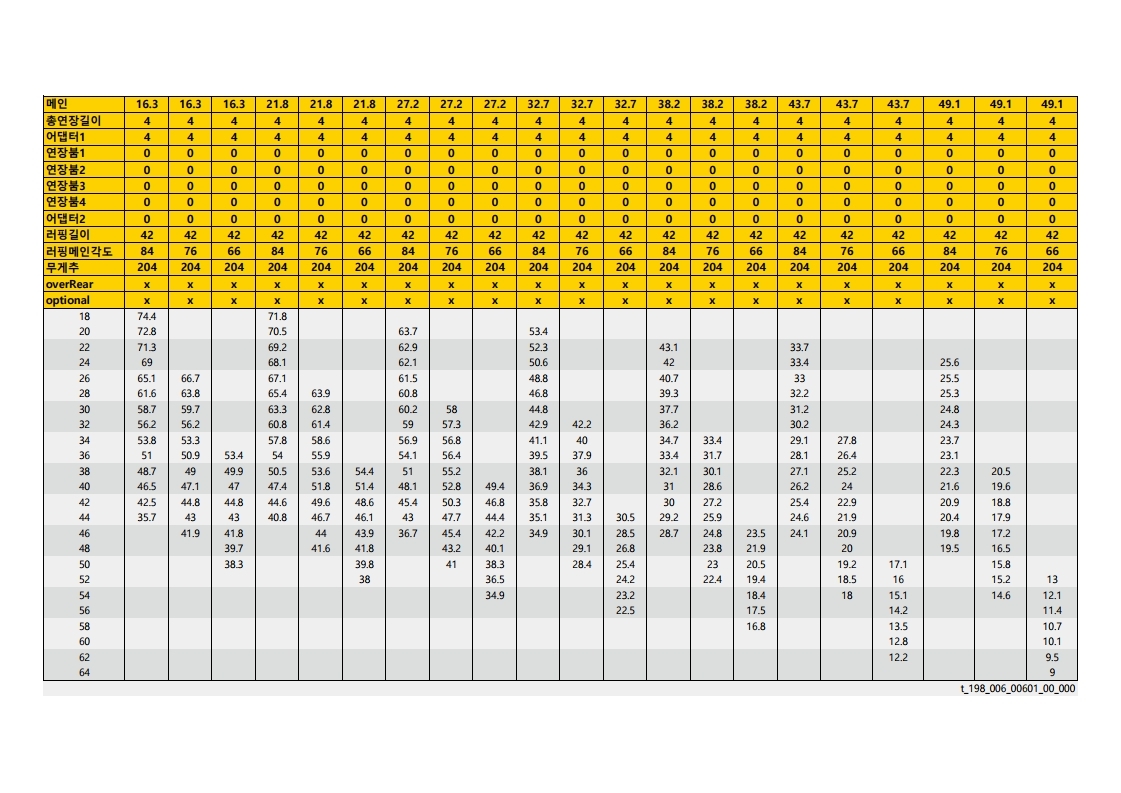 메인 16.3 16.3 16.3 21.8 21.8 21.8 27.2 27.2 27.2 32.7 32.7 32.7 38.2 38.2 38.2 43.7 43.7 43.7 49.1 49.1 49.1
총연장길이 4 4 4 4 4 4 4 4 4 4 4 4 4 4 4 4 4 4 4 4 4
어댑터1 4 4 4 4 4 4 4 4 4 4 4 4 4 4 4 4 4 4 4 4 4
연장붐1 0 0 0 0 0 0 0 0 0 0 0 0 0 0 0 0 0 0 0 0 0
연장붐2 0 0 0 0 0 0 0 0 0 0 0 0 0 0 0 0 0 0 0 0 0
연장붐3 0 0 0 0 0 0 0 0 0 0 0 0 0 0 0 0 0 0 0 0 0
연장붐4 0 0 0 0 0 0 0 0 0 0 0 0 0 0 0 0 0 0 0 0 0
어댑터2 0 0 0 0 0 0 0 0 0 0 0 0 0 0 0 0 0 0 0 0 0
러핑길이 42 42 42 42 42 42 42 42 42 42 42 42 42 42 42 42 42 42 42 42 42
러핑메인각도 84 76 66 84 76 66 84 76 66 84 76 66 84 76 66 84 76 66 84 76 66
무게추 204 204 204 204 204 204 204 204 204 204 204 204 204 204 204 204 204 204 204 204 204
overRear x x x x x x x x x x x x x x x x x x x x x
optional x x x x x x x x x x x x x x x x x x x x x
18 74.4 71.8
20 72.8 70.5 63.7 53.4
22 71.3 69.2 62.9 52.3 43.1 33.7
24 69 68.1 62.1 50.6 42 33.4 25.6
26 65.1 66.7 67.1 61.5 48.8 40.7 33 25.5
28 61.6 63.8 65.4 63.9 60.8 46.8 39.3 32.2 25.3
30 58.7 59.7 63.3 62.8 60.2 58 44.8 37.7 31.2 24.8
32 56.2 56.2 60.8 61.4 59 57.3 42.9 42.2 36.2 30.2 24.3
34 53.8 53.3 57.8 58.6 56.9 56.8 41.1 40 34.7 33.4 29.1 27.8 23.7
36 51 50.9 53.4 54 55.9 54.1 56.4 39.5 37.9 33.4 31.7 28.1 26.4 23.1
38 48.7 49 49.9 50.5 53.6 54.4 51 55.2 38.1 36 32.1 30.1 27.1 25.2 22.3 20.5
40 46.5 47.1 47 47.4 51.8 51.4 48.1 52.8 49.4 36.9 34.3 31 28.6 26.2 24 21.6 19.6
42 42.5 44.8 44.8 44.6 49.6 48.6 45.4 50.3 46.8 35.8 32.7 30 27.2 25.4 22.9 20.9 18.8
44 35.7 43 43 40.8 46.7 46.1 43 47.7 44.4 35.1 31.3 30.5 29.2 25.9 24.6 21.9 20.4 17.9
46 41.9 41.8 44 43.9 36.7 45.4 42.2 34.9 30.1 28.5 28.7 24.8 23.5 24.1 20.9 19.8 17.2
48 39.7 41.6 41.8 43.2 40.1 29.1 26.8 23.8 21.9 20 19.5 16.5
50 38.3 39.8 41 38.3 28.4 25.4 23 20.5 19.2 17.1 15.8
52 38 36.5 24.2 22.4 19.4 18.5 16 15.2 13
54 34.9 23.2 18.4 18 15.1 14.6 12.1
56 22.5 17.5 14.2 11.4
58 16.8 13.5 10.7
60 12.8 10.1
62 12.2 9.5
64 9
t_198_006_00601_00_000